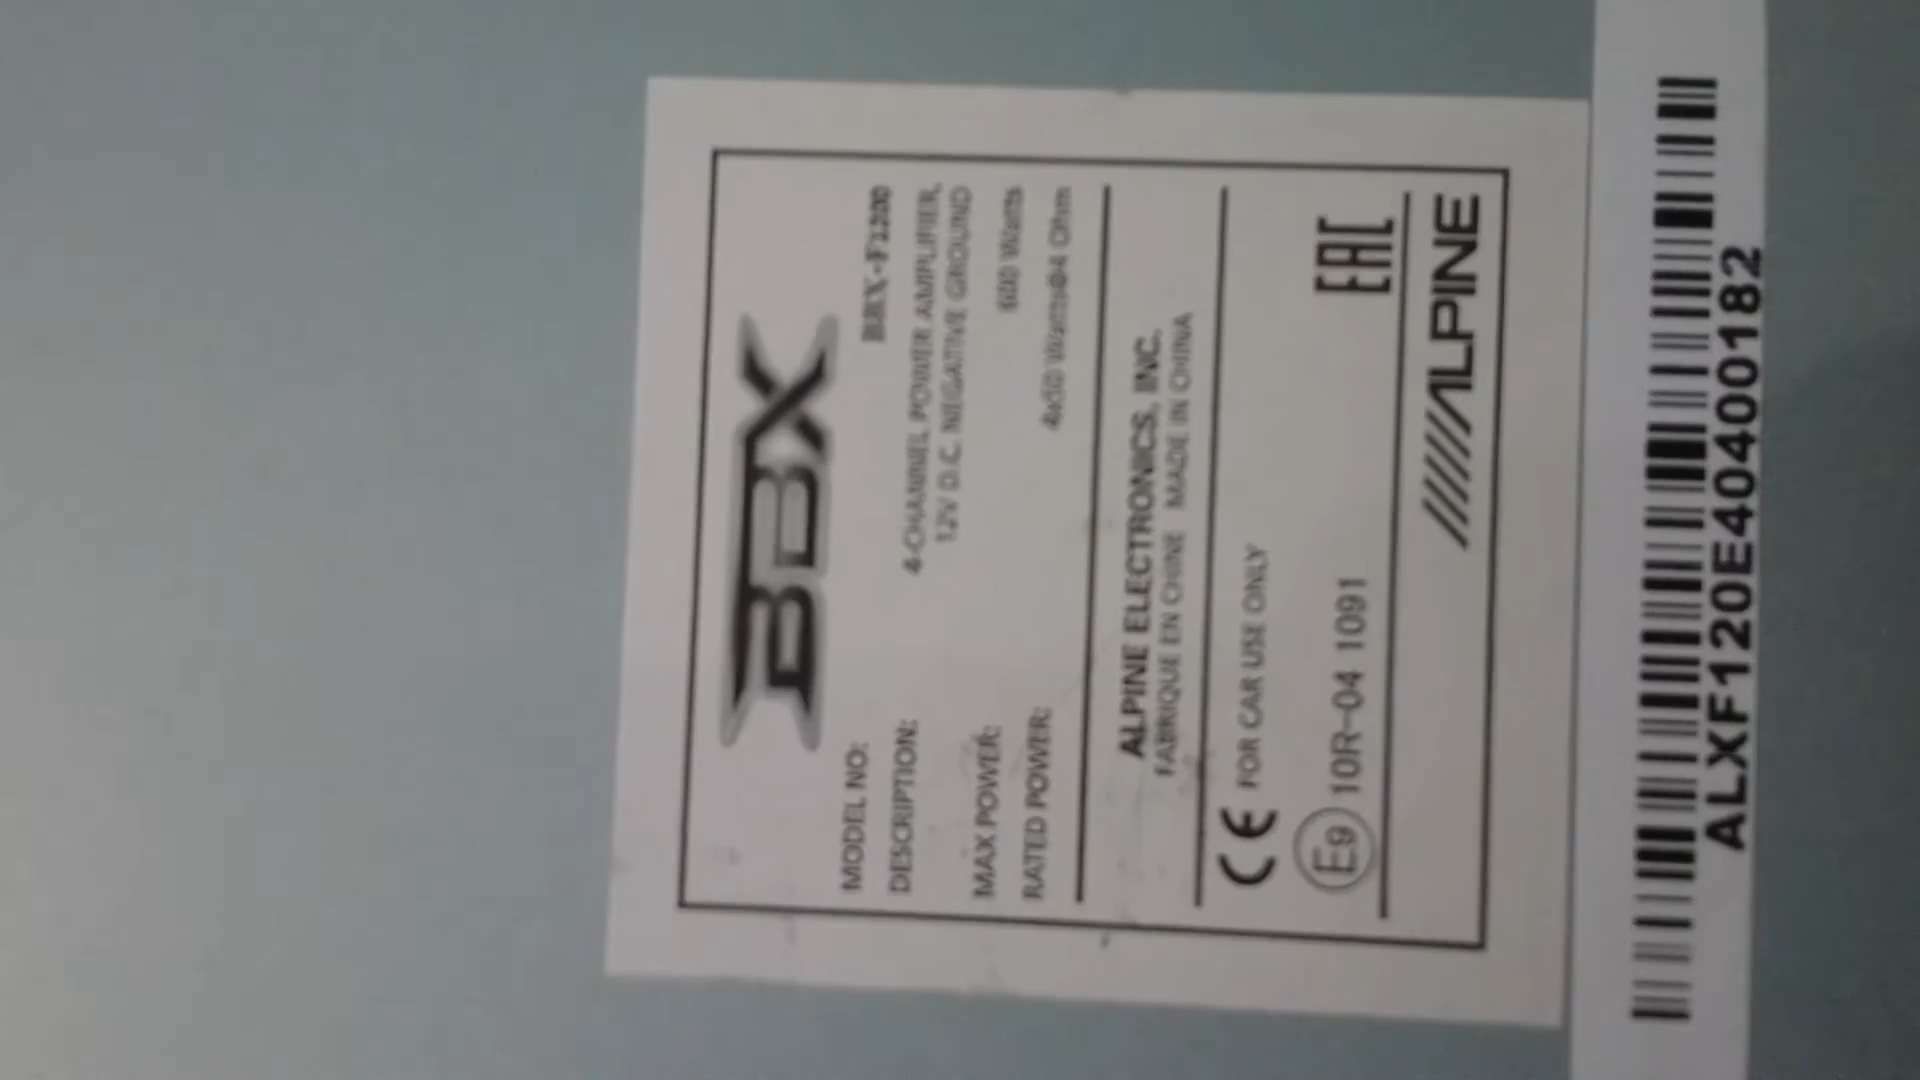 BBX
MODEL NO: BBX-F1200
DESCRIPTION: 4-CHANNEL POWER AMPLIFIER,
12V D.C. NEGATIVE GROUND
MAX POWER: 600 Watts
RATED POWER: 4x50 Watts@4 Ohm
ALPINE ELECTRONICS, INC.
FABRIQUE EN CHINE MADE IN CHINA
CE FOR CAR USE ONLY
E9 10R-04 1091 EAC
ALPINE
ALXF120E40400182